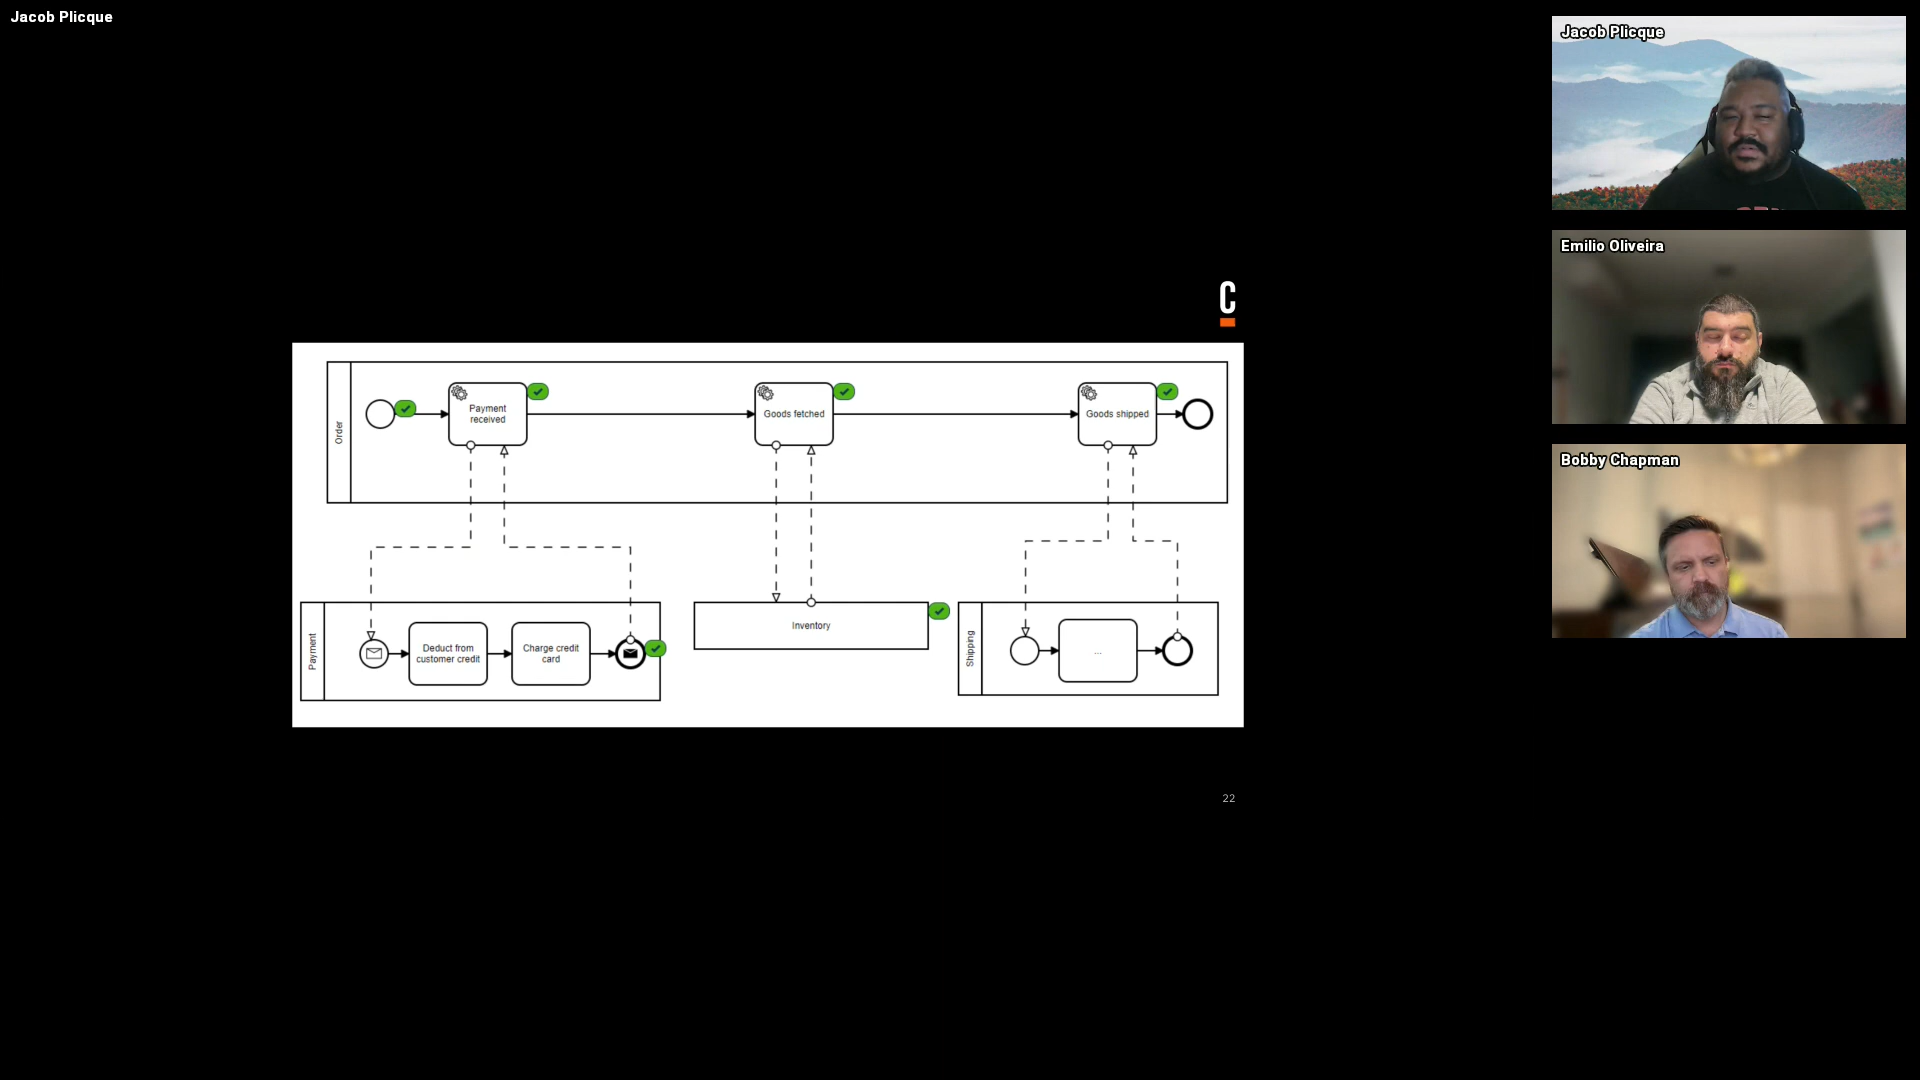 Jacob Plicque
Jacob Plicque
Emilio Oliveira
Bobby Chapman
C
Order
Payment
received
Goods fetched
Goods shipped
Payment
Deduct from
customer credit
Charge credit
card
Inventory
Shipping
...
22